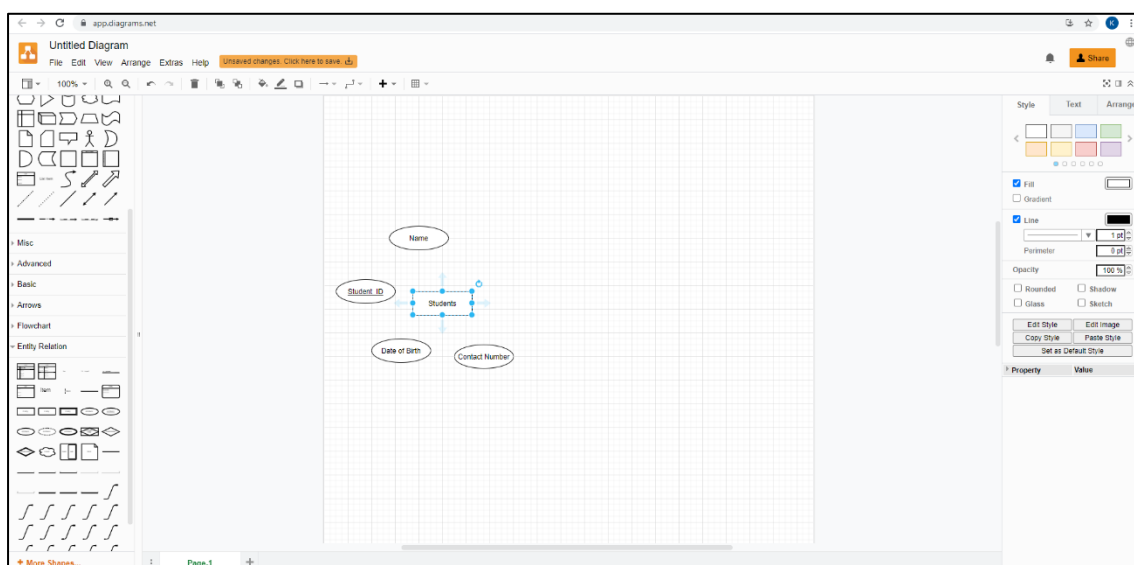 app.diagrams.net
K
Untitled Diagram
File Edit View Arrange Extras Help Unsaved changes. Click here to save.
Share
100%
Style Text Arrange
Fill
Gradient
Line
1 pt
Perimeter 0 pt
Opacity 100 %
Rounded Shadow
Glass Sketch
Edit Style Edit Image
Copy Style Paste Style
Set as Default Style
Property Value
Misc
Advanced
Basic
Arrows
Flowchart
Entity Relation
+ More Shapes...
Name
Student_ID
Students
Date of Birth
Contact Number
Page-1